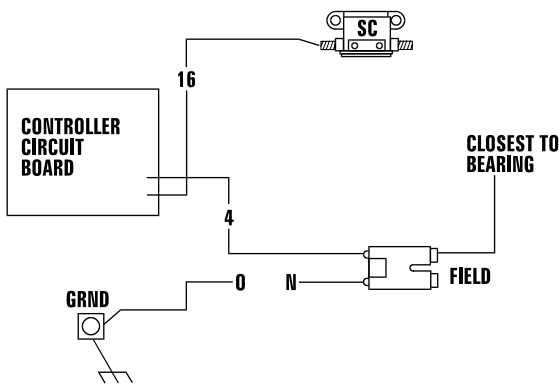 SC
16
CONTROLLER
CIRCUIT
BOARD
CLOSEST TO
BEARING
4
0 N
FIELD
GRND